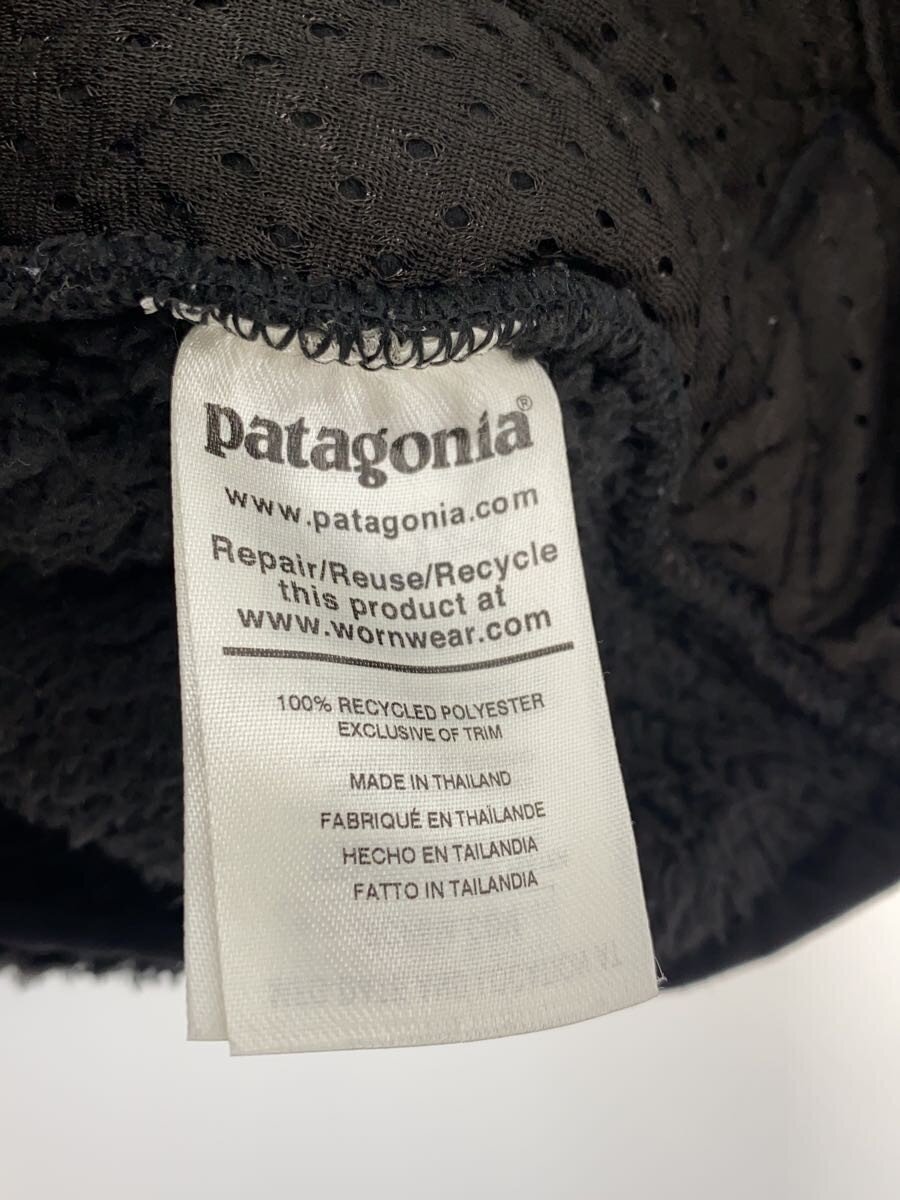 patagonia®
www.patagonia.com
Repair/Reuse/Recycle
this product at
www.wornwear.com
100% RECYCLED POLYESTER
EXCLUSIVE OF TRIM
MADE IN THAILAND
FABRIQUÉ EN THAÏLANDE
HECHO EN TAILANDIA
FATTO IN TAILANDIA